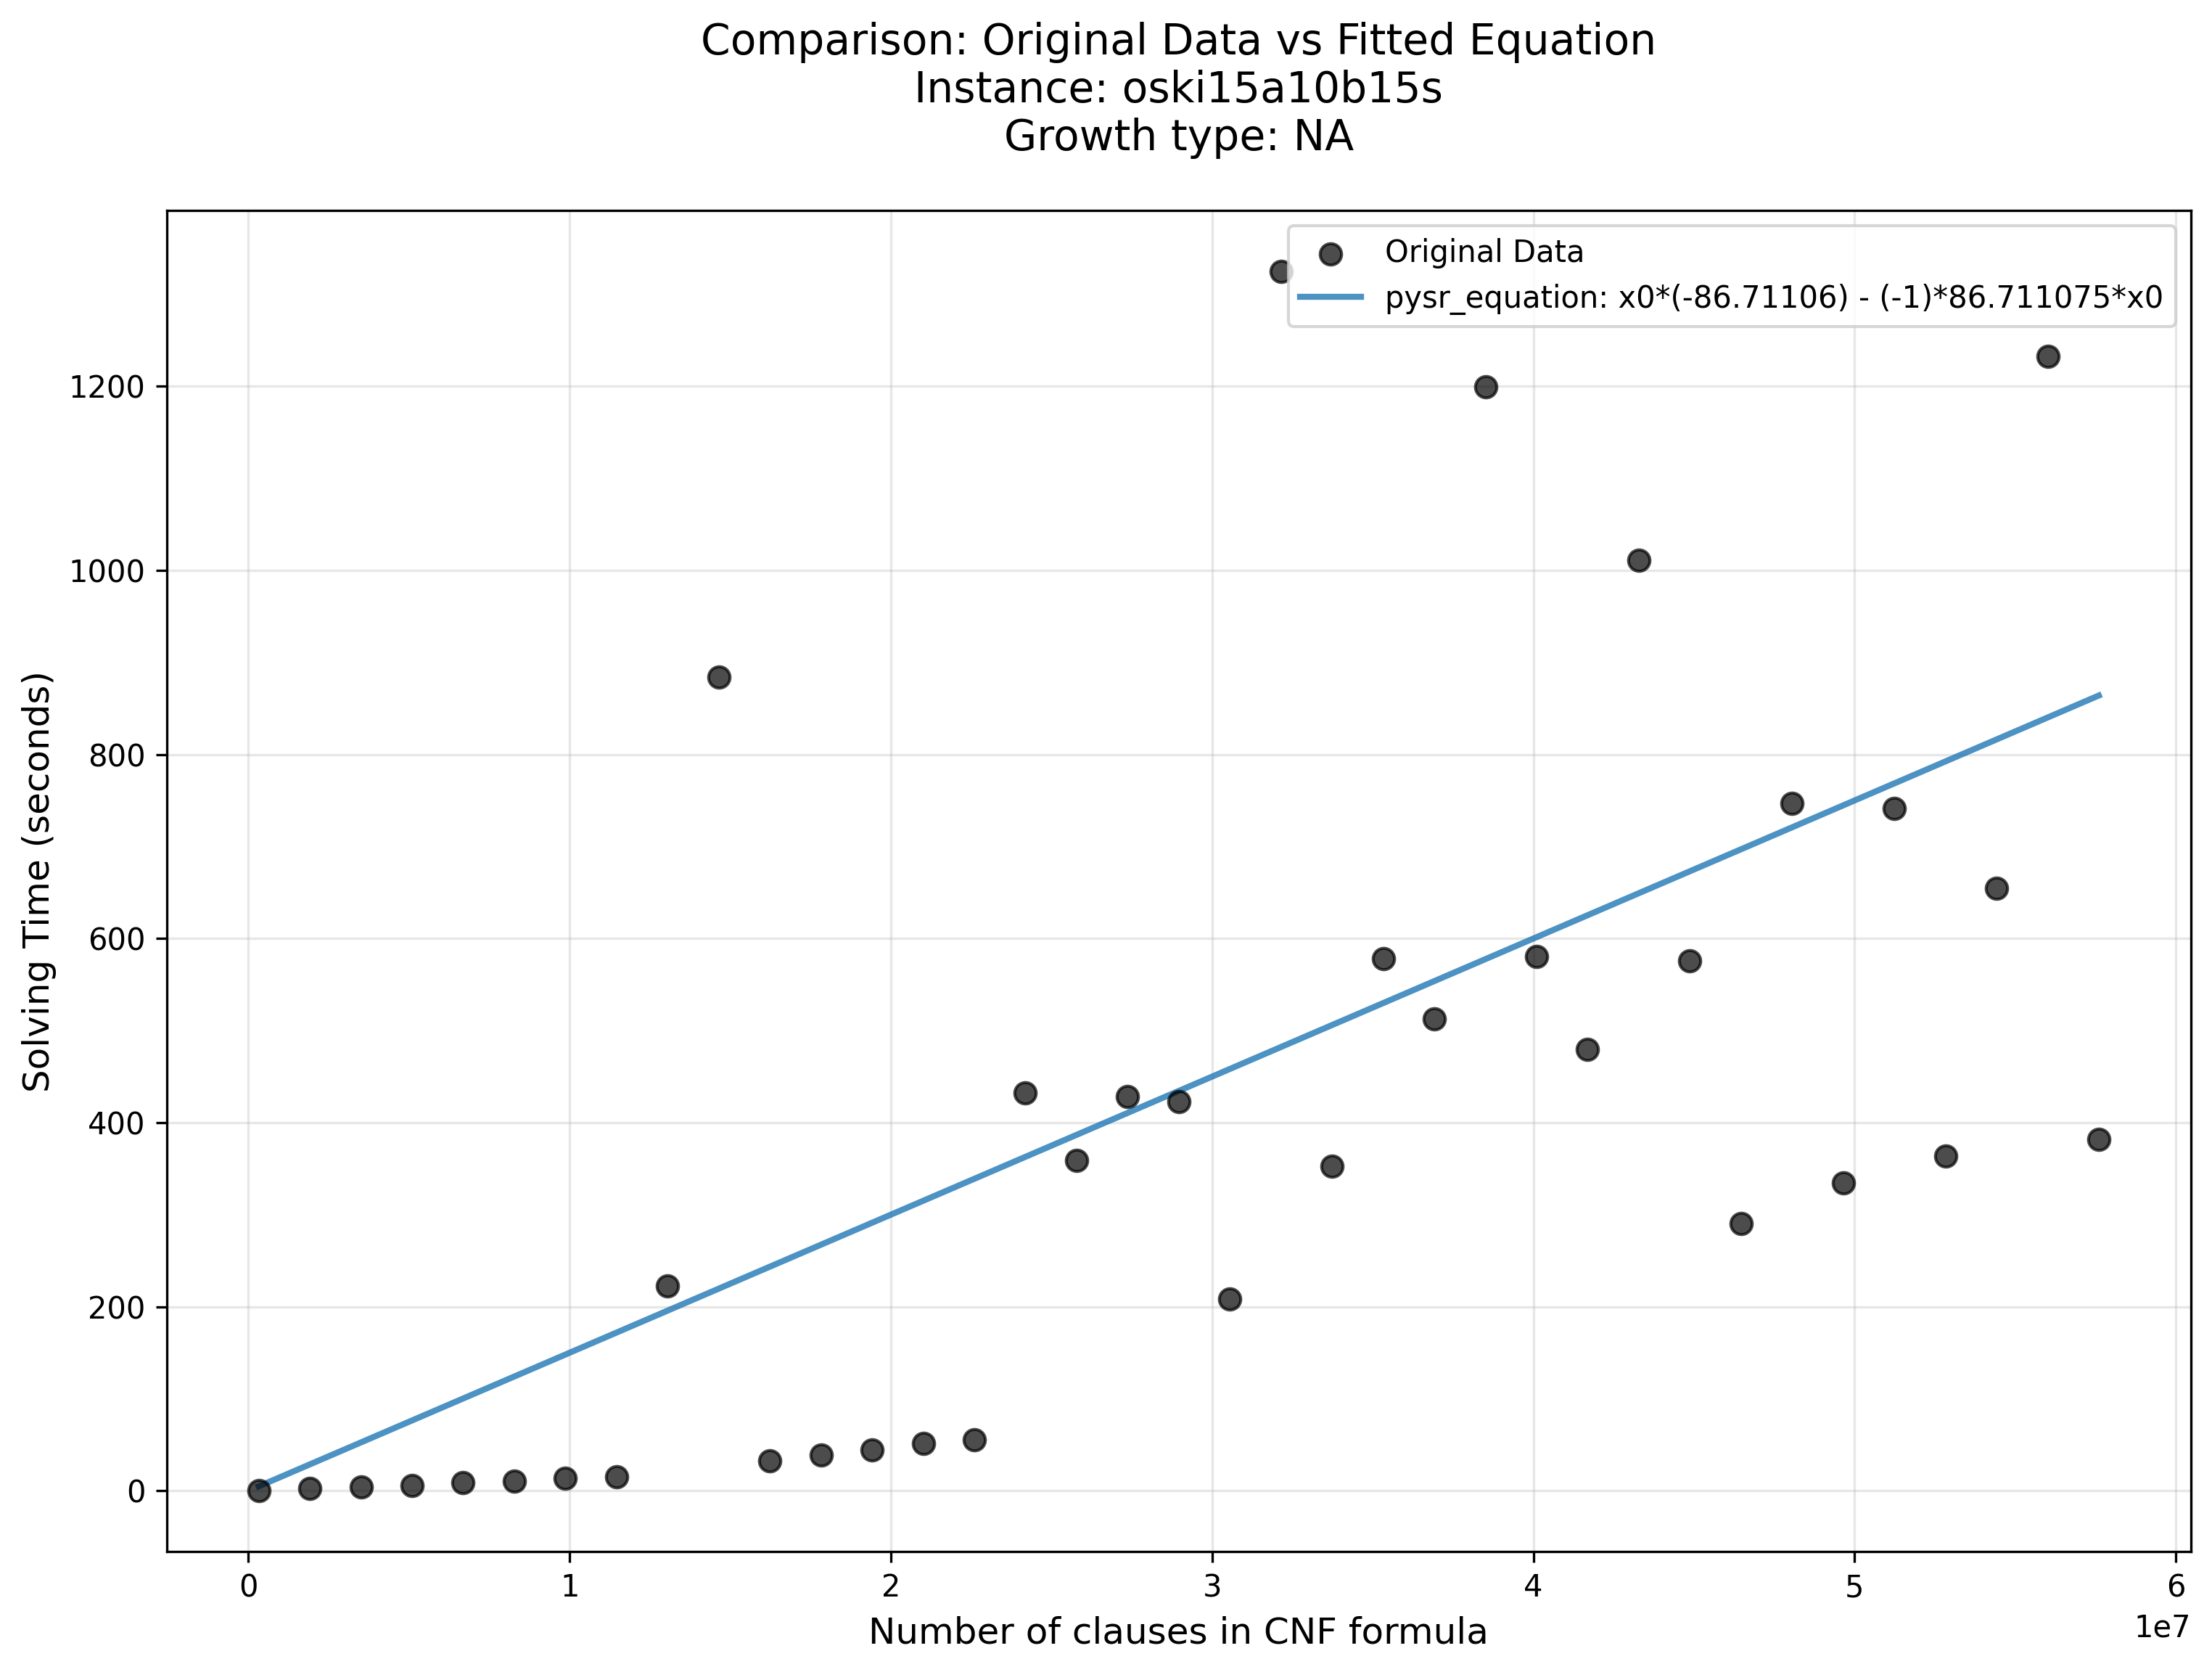 Comparison: Original Data vs Fitted Equation
Instance: oski15a10b15s
Growth type: NA
Original Data
pysr_equation: x0*(-86.71106) - (-1)*86.711075*x0
1200
1000
800
600
400
200
0
Solving Time (seconds)
0 1 2 3 4 5 6
1e7
Number of clauses in CNF formula